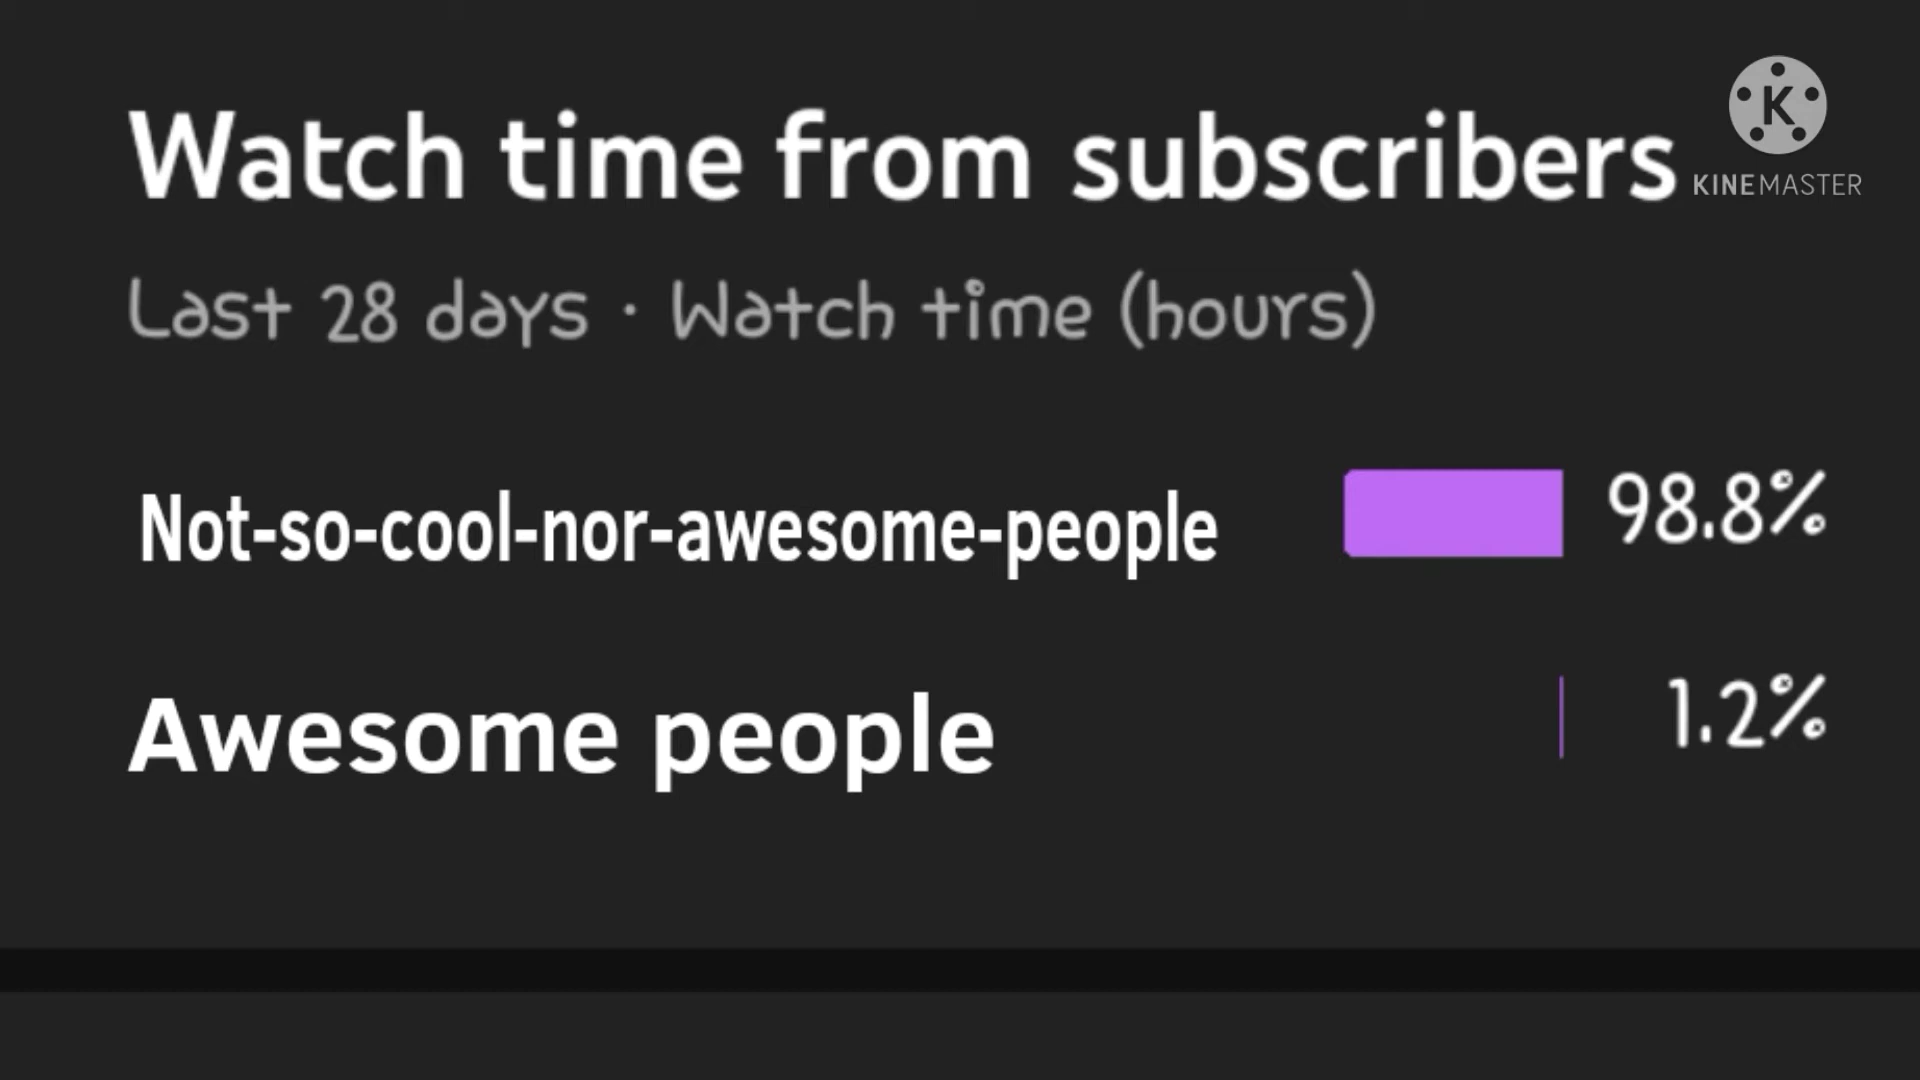 Watch time from subscribers
K
KINEMASTER
Last 28 days · Watch time (hours)
Not-so-cool-nor-awesome-people 98.8%
Awesome people 1.2%